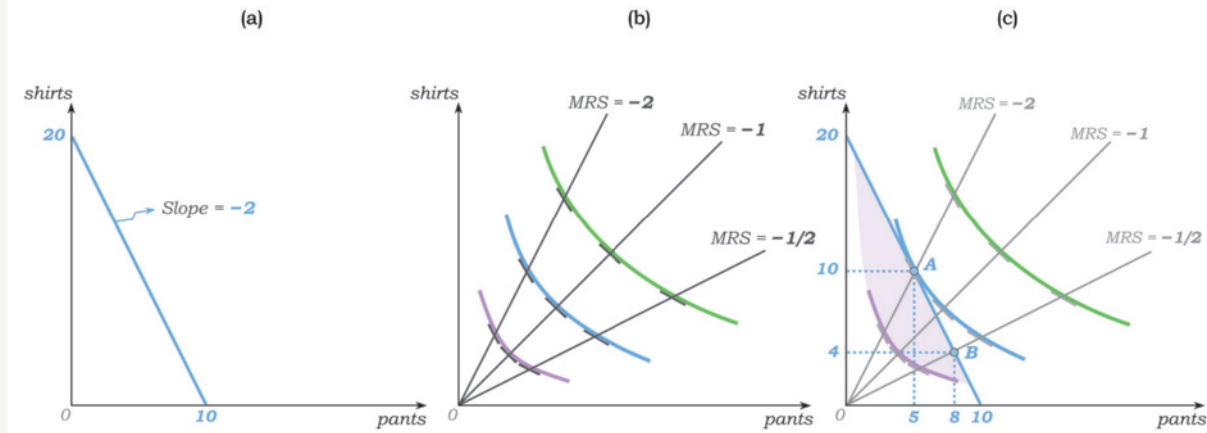 (a)
shirts
20
Slope = –2
0
10
pants
(b)
shirts
MRS = –2
MRS = –1
MRS = –1/2
0
pants
(c)
shirts
20
MRS = –2
MRS = –1
MRS = –1/2
10
A
4
B
0
5
8
10
pants